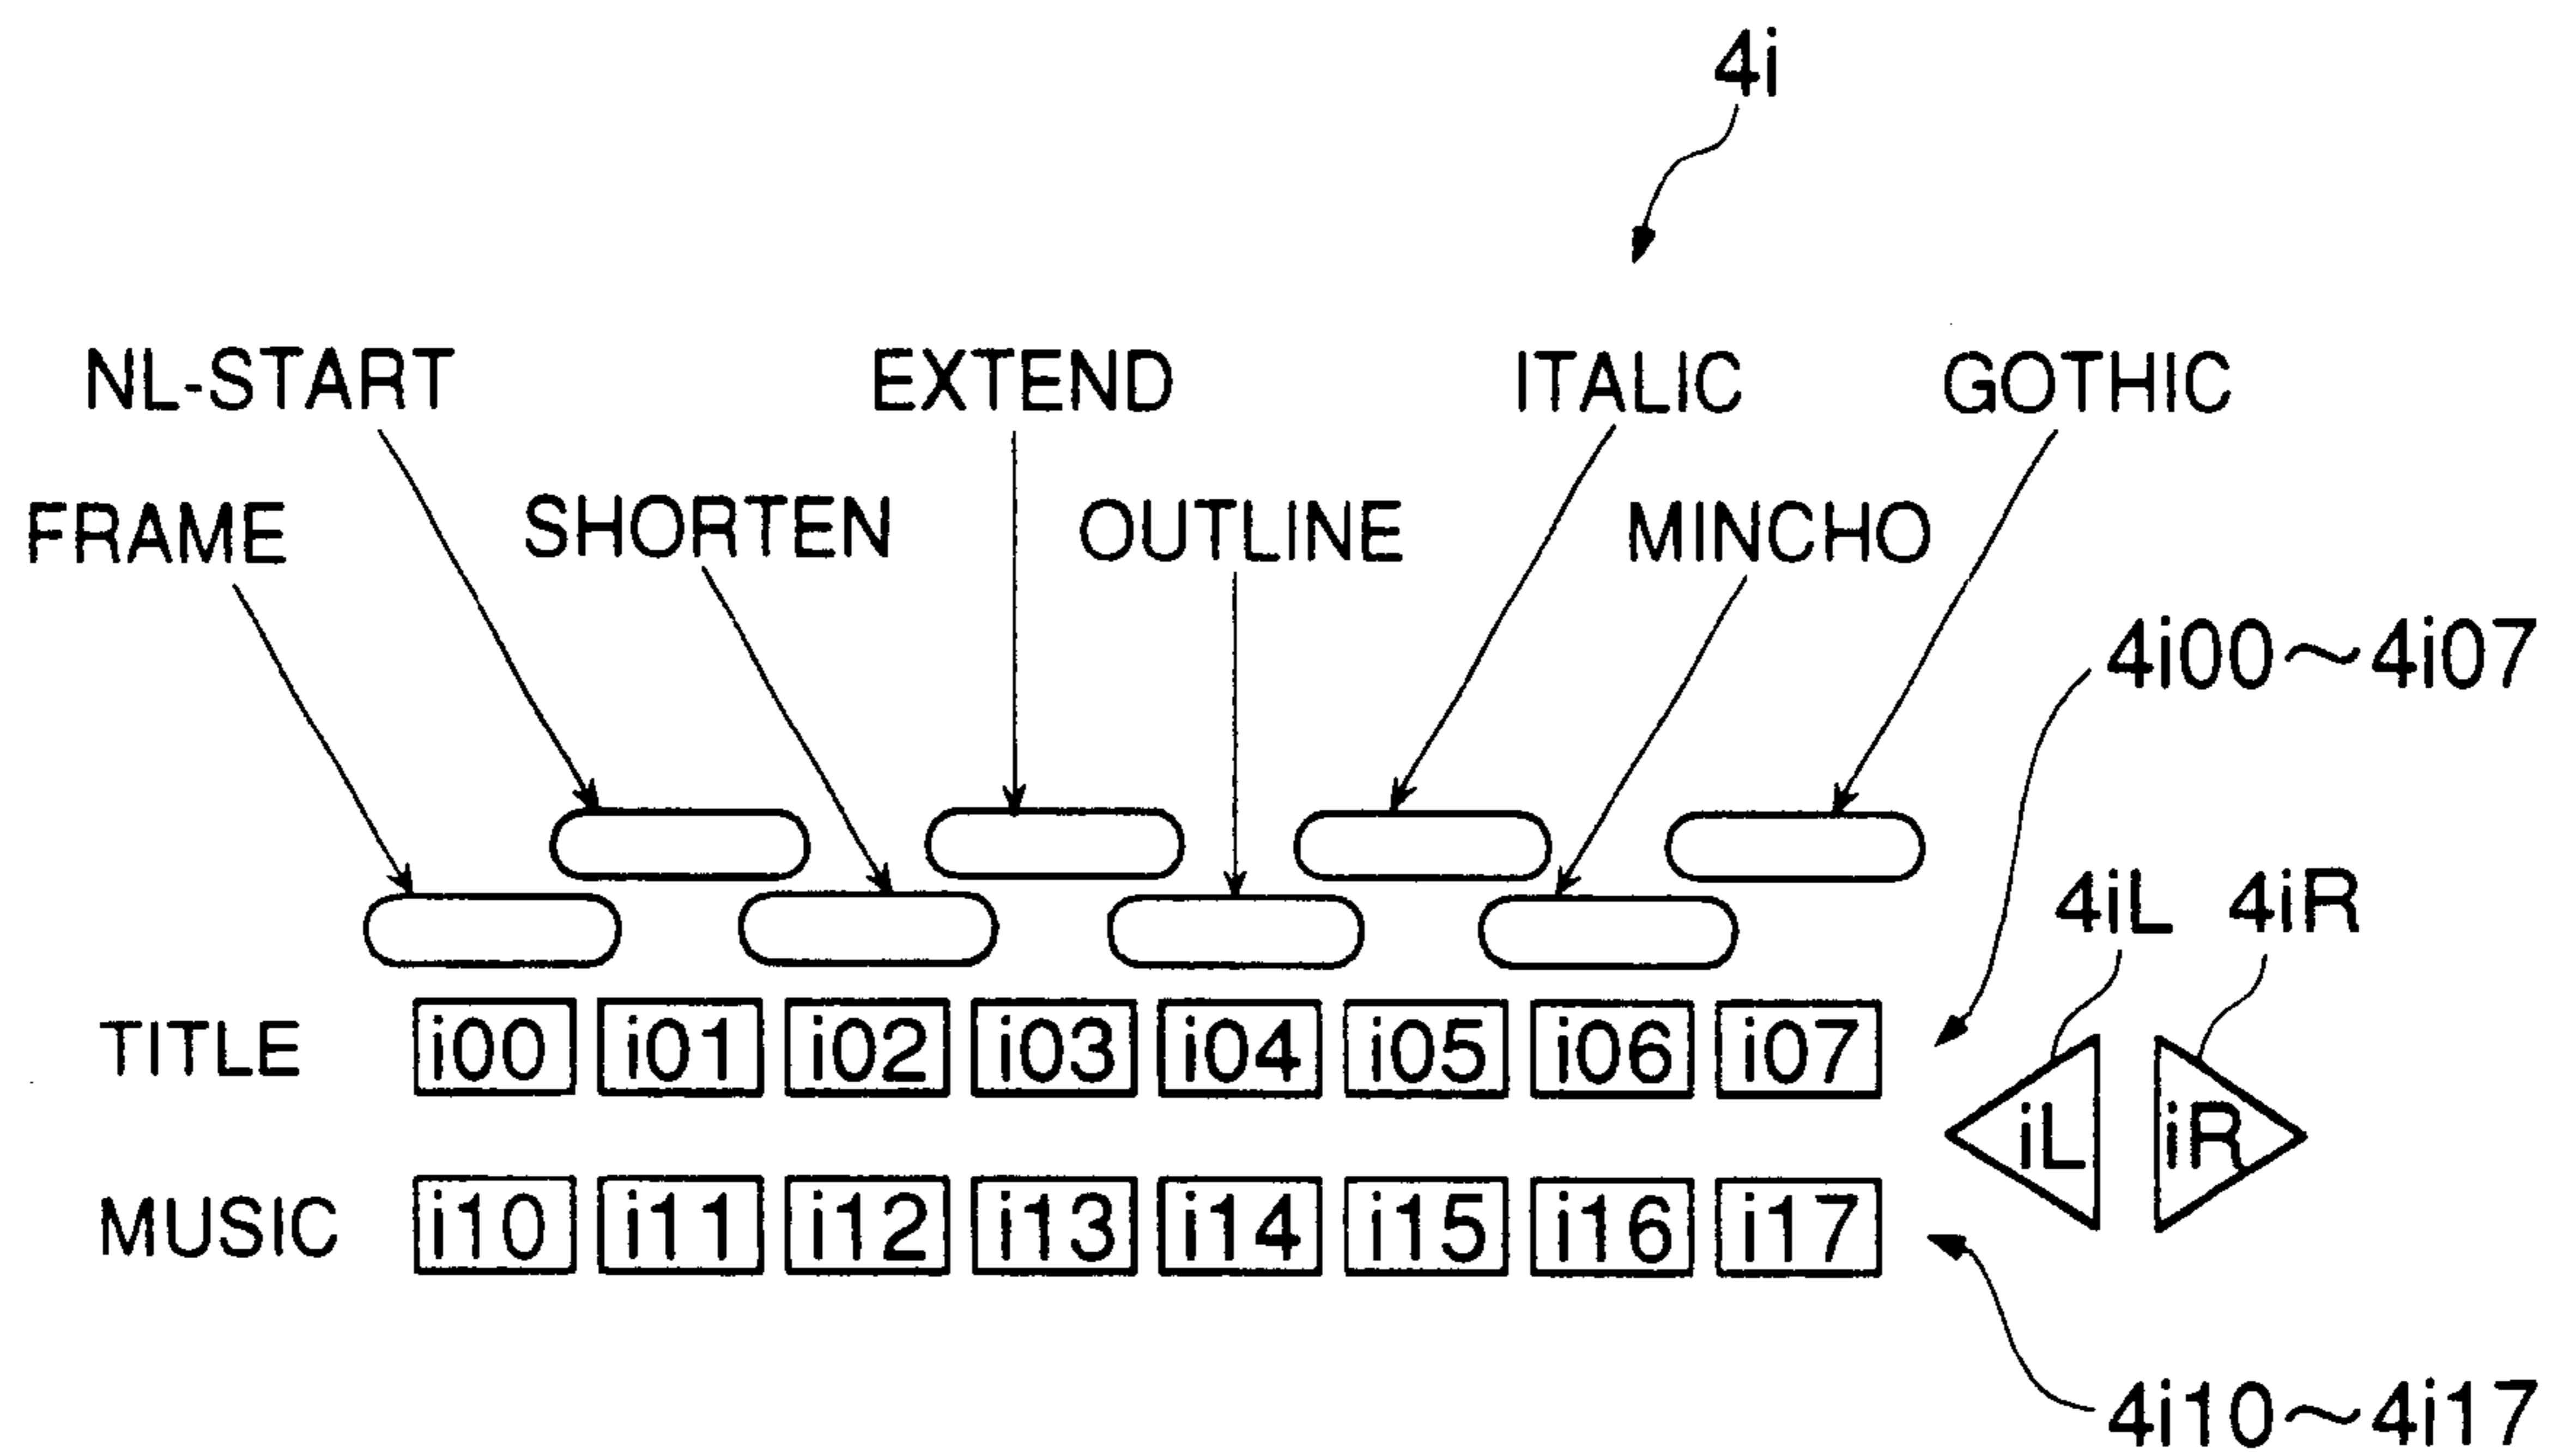 4i
NL-START EXTEND ITALIC GOTHIC
FRAME SHORTEN OUTLINE MINCHO
4i00～4i07
4iL 4iR
TITLE i00 i01 i02 i03 i04 i05 i06 i07
iL iR
MUSIC i10 i11 i12 i13 i14 i15 i16 i17
4i10～4i17